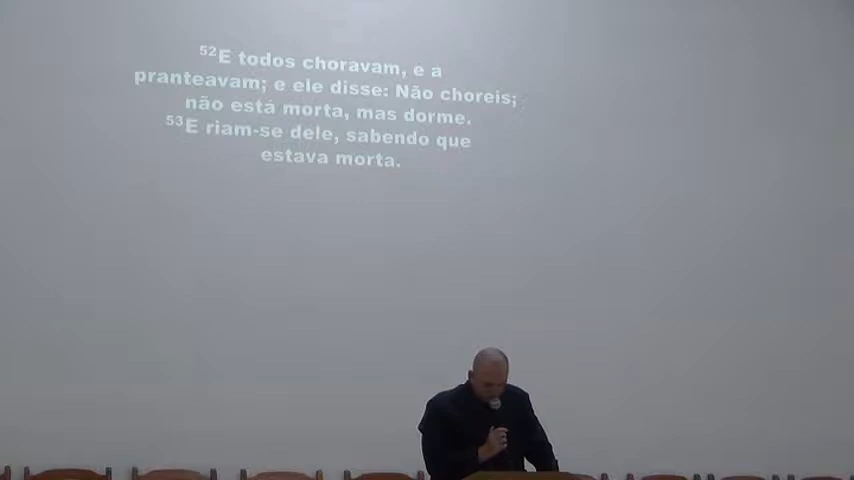 52E todos choravam, e a
pranteavam; e ele disse: Não choreis;
não está morta, mas dorme.
53E riam-se dele, sabendo que
estava morta.